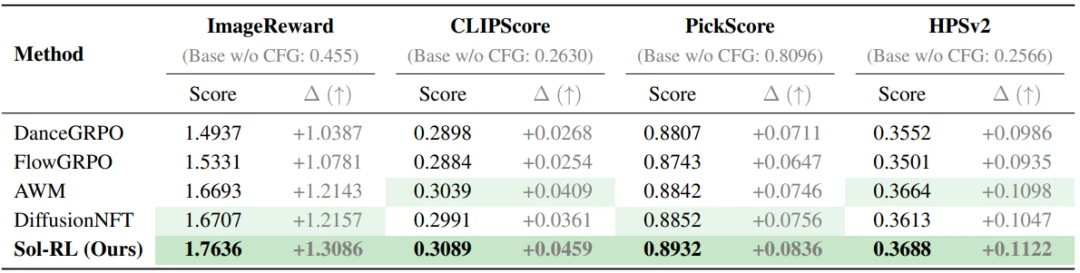 Method ImageReward CLIPScore PickScore HPSv2
(Base w/o CFG: 0.455) (Base w/o CFG: 0.2630) (Base w/o CFG: 0.8096) (Base w/o CFG: 0.2566)
Score Δ (↑) Score Δ (↑) Score Δ (↑) Score Δ (↑)
DanceGRPO 1.4937 +1.0387 0.2898 +0.0268 0.8807 +0.0711 0.3552 +0.0986
FlowGRPO 1.5331 +1.0781 0.2884 +0.0254 0.8743 +0.0647 0.3501 +0.0935
AWM 1.6693 +1.2143 0.3039 +0.0409 0.8842 +0.0746 0.3664 +0.1098
DiffusionNFT 1.6707 +1.2157 0.2991 +0.0361 0.8852 +0.0756 0.3613 +0.1047
Sol-RL (Ours) 1.7636 +1.3086 0.3089 +0.0459 0.8932 +0.0836 0.3688 +0.1122